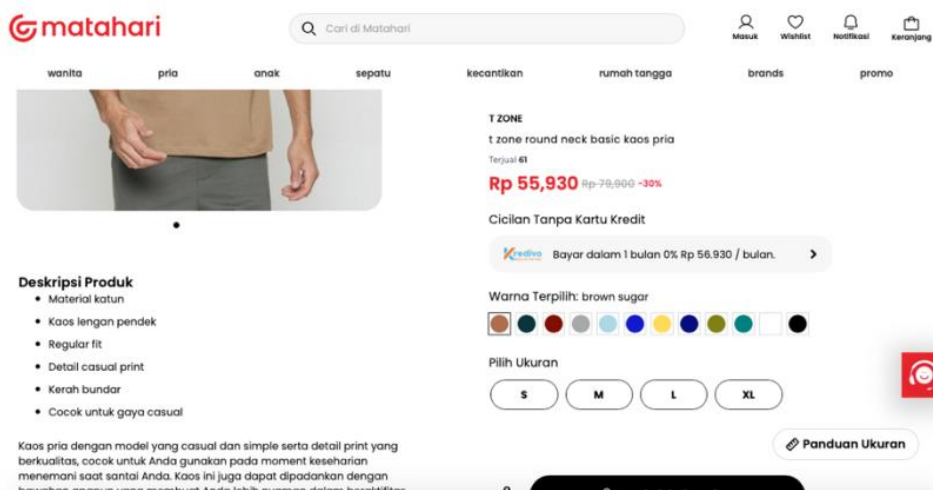 matahari
Cari di Matahari
Masuk
Wishlist
Notifikasi
Keranjang
wanita
pria
anak
sepatu
kecantikan
rumah tangga
brands
promo
T ZONE
t zone round neck basic kaos pria
Terjual 61
Rp 55,930 Rp 79,900 -30%
Cicilan Tanpa Kartu Kredit
Kredivo Bayar dalam 1 bulan 0% Rp 56.930 / bulan.
Warna Terpilih: brown sugar
Pilih Ukuran
S
M
L
XL
Panduan Ukuran
Deskripsi Produk
Material katun
Kaos lengan pendek
Regular fit
Detail casual print
Kerah bundar
Cocok untuk gaya casual
Kaos pria dengan model yang casual dan simple serta detail print yang
berkualitas, cocok untuk Anda gunakan pada moment keseharian
menemani saat santai Anda. Kaos ini juga dapat dipadankan dengan